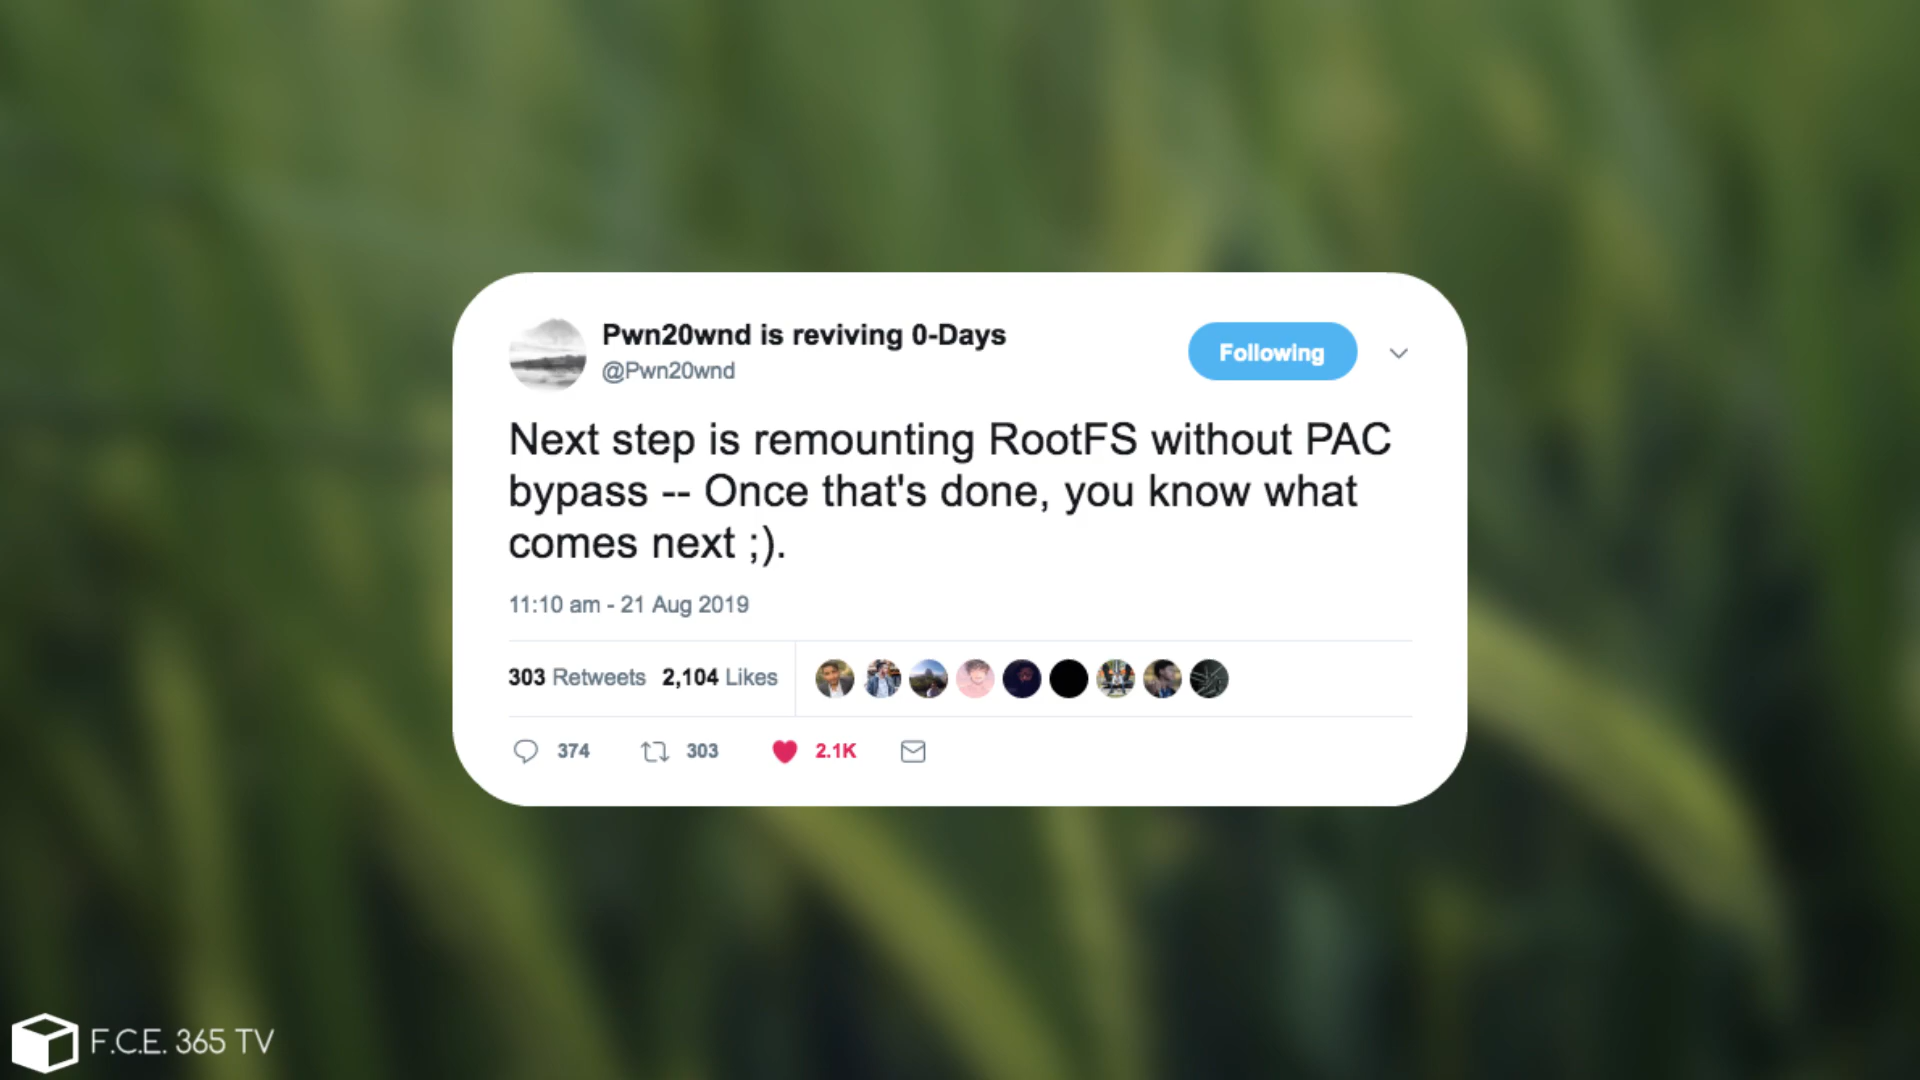 Pwn20wnd is reviving 0-Days
@Pwn20wnd
Following
Next step is remounting RootFS without PAC
bypass -- Once that's done, you know what
comes next ;).
11:10 am - 21 Aug 2019
303 Retweets 2,104 Likes
374 303 2.1K
F.C.E. 365 TV